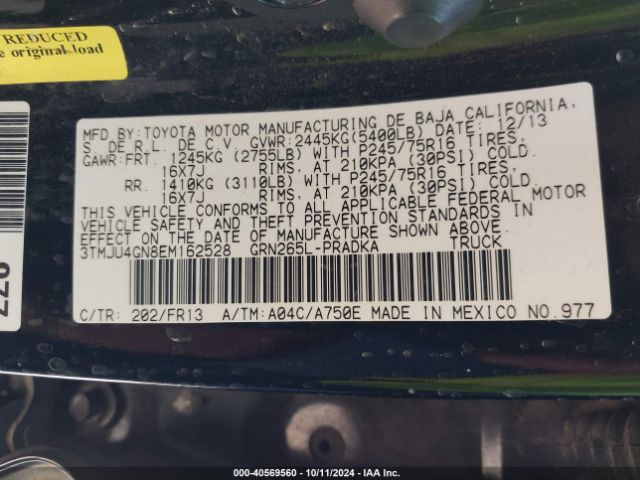 REDUCED
e original load
MFD.BY:TOYOTA MOTOR MANUFACTURING DE BAJA CALIFORNIA,
S. DE R.L. DE C.V. GVWR:2445KG(5400LB) DATE: 12/13
GAWR:FRT. 1245KG (2755LB) WITH P245/75R16 TIRES,
16X7J RIMS, AT 210KPA (30PSI) COLD.
RR. 1410KG (3110LB) WITH P245/75R16 TIRES,
16X7J RIMS, AT 210KPA (30PSI) COLD.
THIS VEHICLE CONFORMS TO ALL APPLICABLE FEDERAL MOTOR
VEHICLE SAFETY AND THEFT PREVENTION STANDARDS IN
EFFECT ON THE DATE OF MANUFACTURE SHOWN ABOVE.
3TMJU4GN8EM162528 GRN265L-PRADKA TRUCK
C/TR: 202/FR13 A/TM:A04C/A750E MADE IN MEXICO NO.977
000-40569560 - 10/11/2024 - IAA Inc.